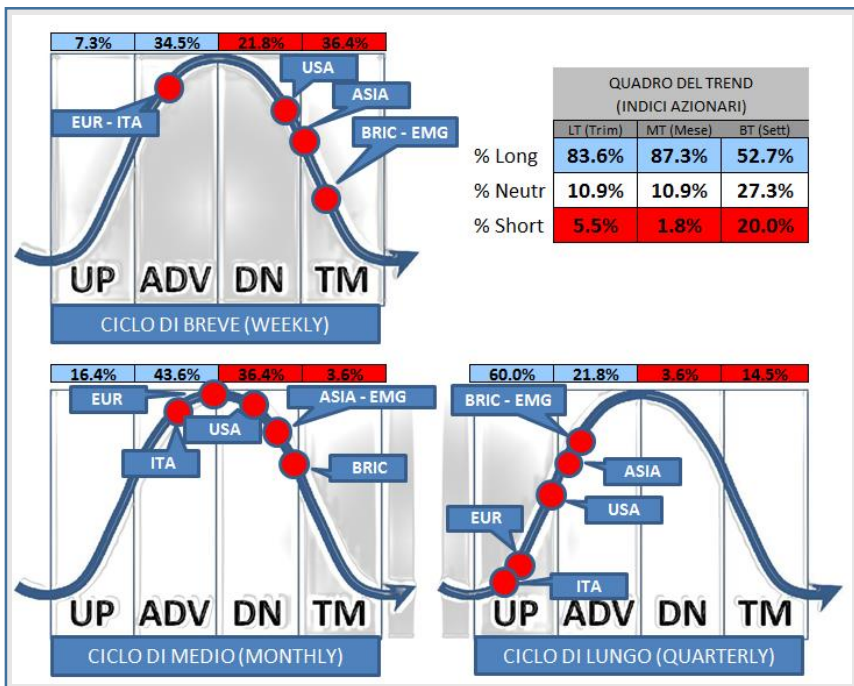 7.3% 34.5% 21.8% 36.4%
USA
ASIA
EUR - ITA
BRIC - EMG
UP ADV DN TM
CICLO DI BREVE (WEEKLY)
QUADRO DEL TREND
(INDICI AZIONARI)
LT (Trim) MT (Mese) BT (Sett)
% Long 83.6% 87.3% 52.7%
% Neutr 10.9% 10.9% 27.3%
% Short 5.5% 1.8% 20.0%
16.4% 43.6% 36.4% 3.6%
EUR
ASIA - EMG
USA
ITA
BRIC
UP ADV DN TM
CICLO DI MEDIO (MONTHLY)
60.0% 21.8% 3.6% 14.5%
BRIC - EMG
ASIA
USA
EUR
ITA
UP ADV DN TM
CICLO DI LUNGO (QUARTERLY)